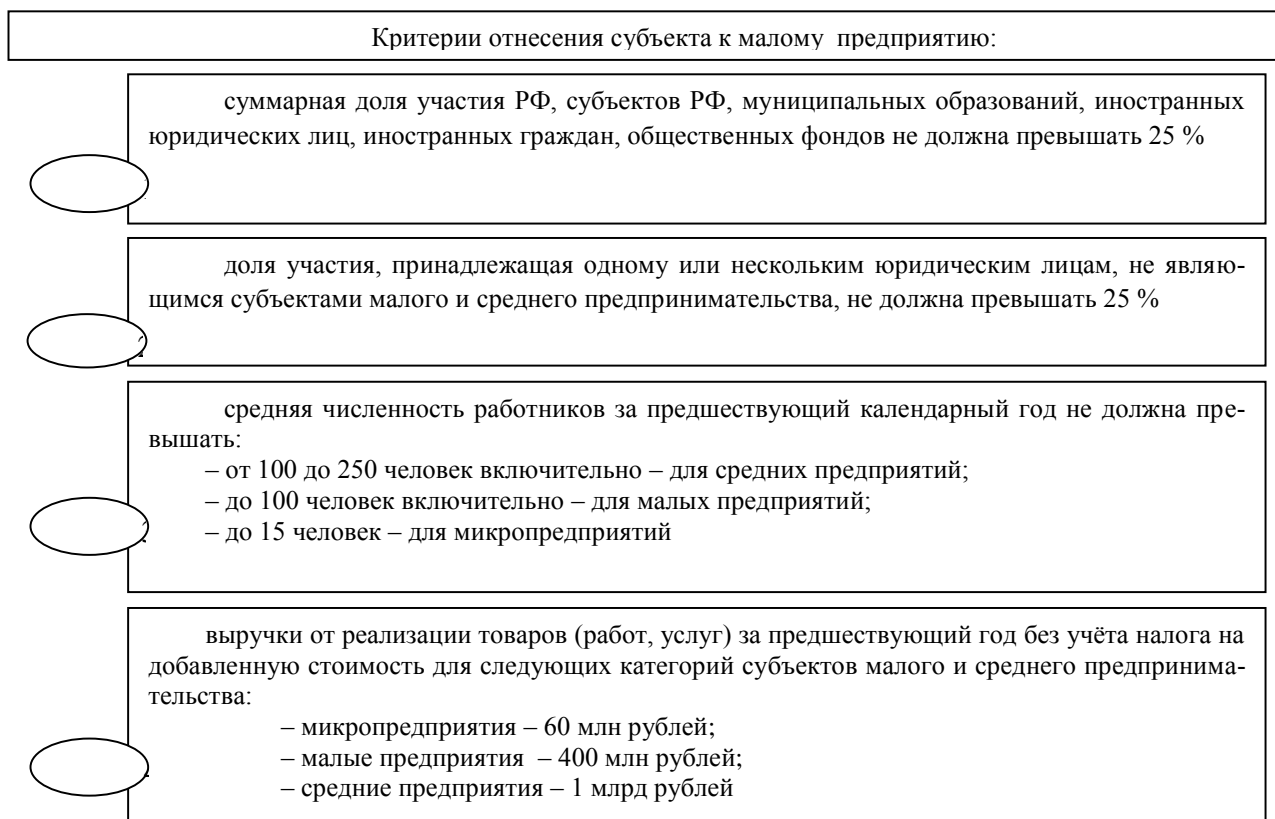 Критерии отнесения субъекта к малому предприятию:
суммарная доля участия РФ, субъектов РФ, муниципальных образований, иностранных
юридических лиц, иностранных граждан, общественных фондов не должна превышать 25 %
доля участия, принадлежащая одному или нескольким юридическим лицам, не являю-
щимся субъектами малого и среднего предпринимательства, не должна превышать 25 %
средняя численность работников за предшествующий календарный год не должна пре-
вышать:
– от 100 до 250 человек включительно – для средних предприятий;
– до 100 человек включительно – для малых предприятий;
– до 15 человек – для микропредприятий
выручки от реализации товаров (работ, услуг) за предшествующий год без учёта налога на
добавленную стоимость для следующих категорий субъектов малого и среднего предпринима-
тельства:
– микропредприятия – 60 млн рублей;
– малые предприятия – 400 млн рублей;
– средние предприятия – 1 млрд рублей